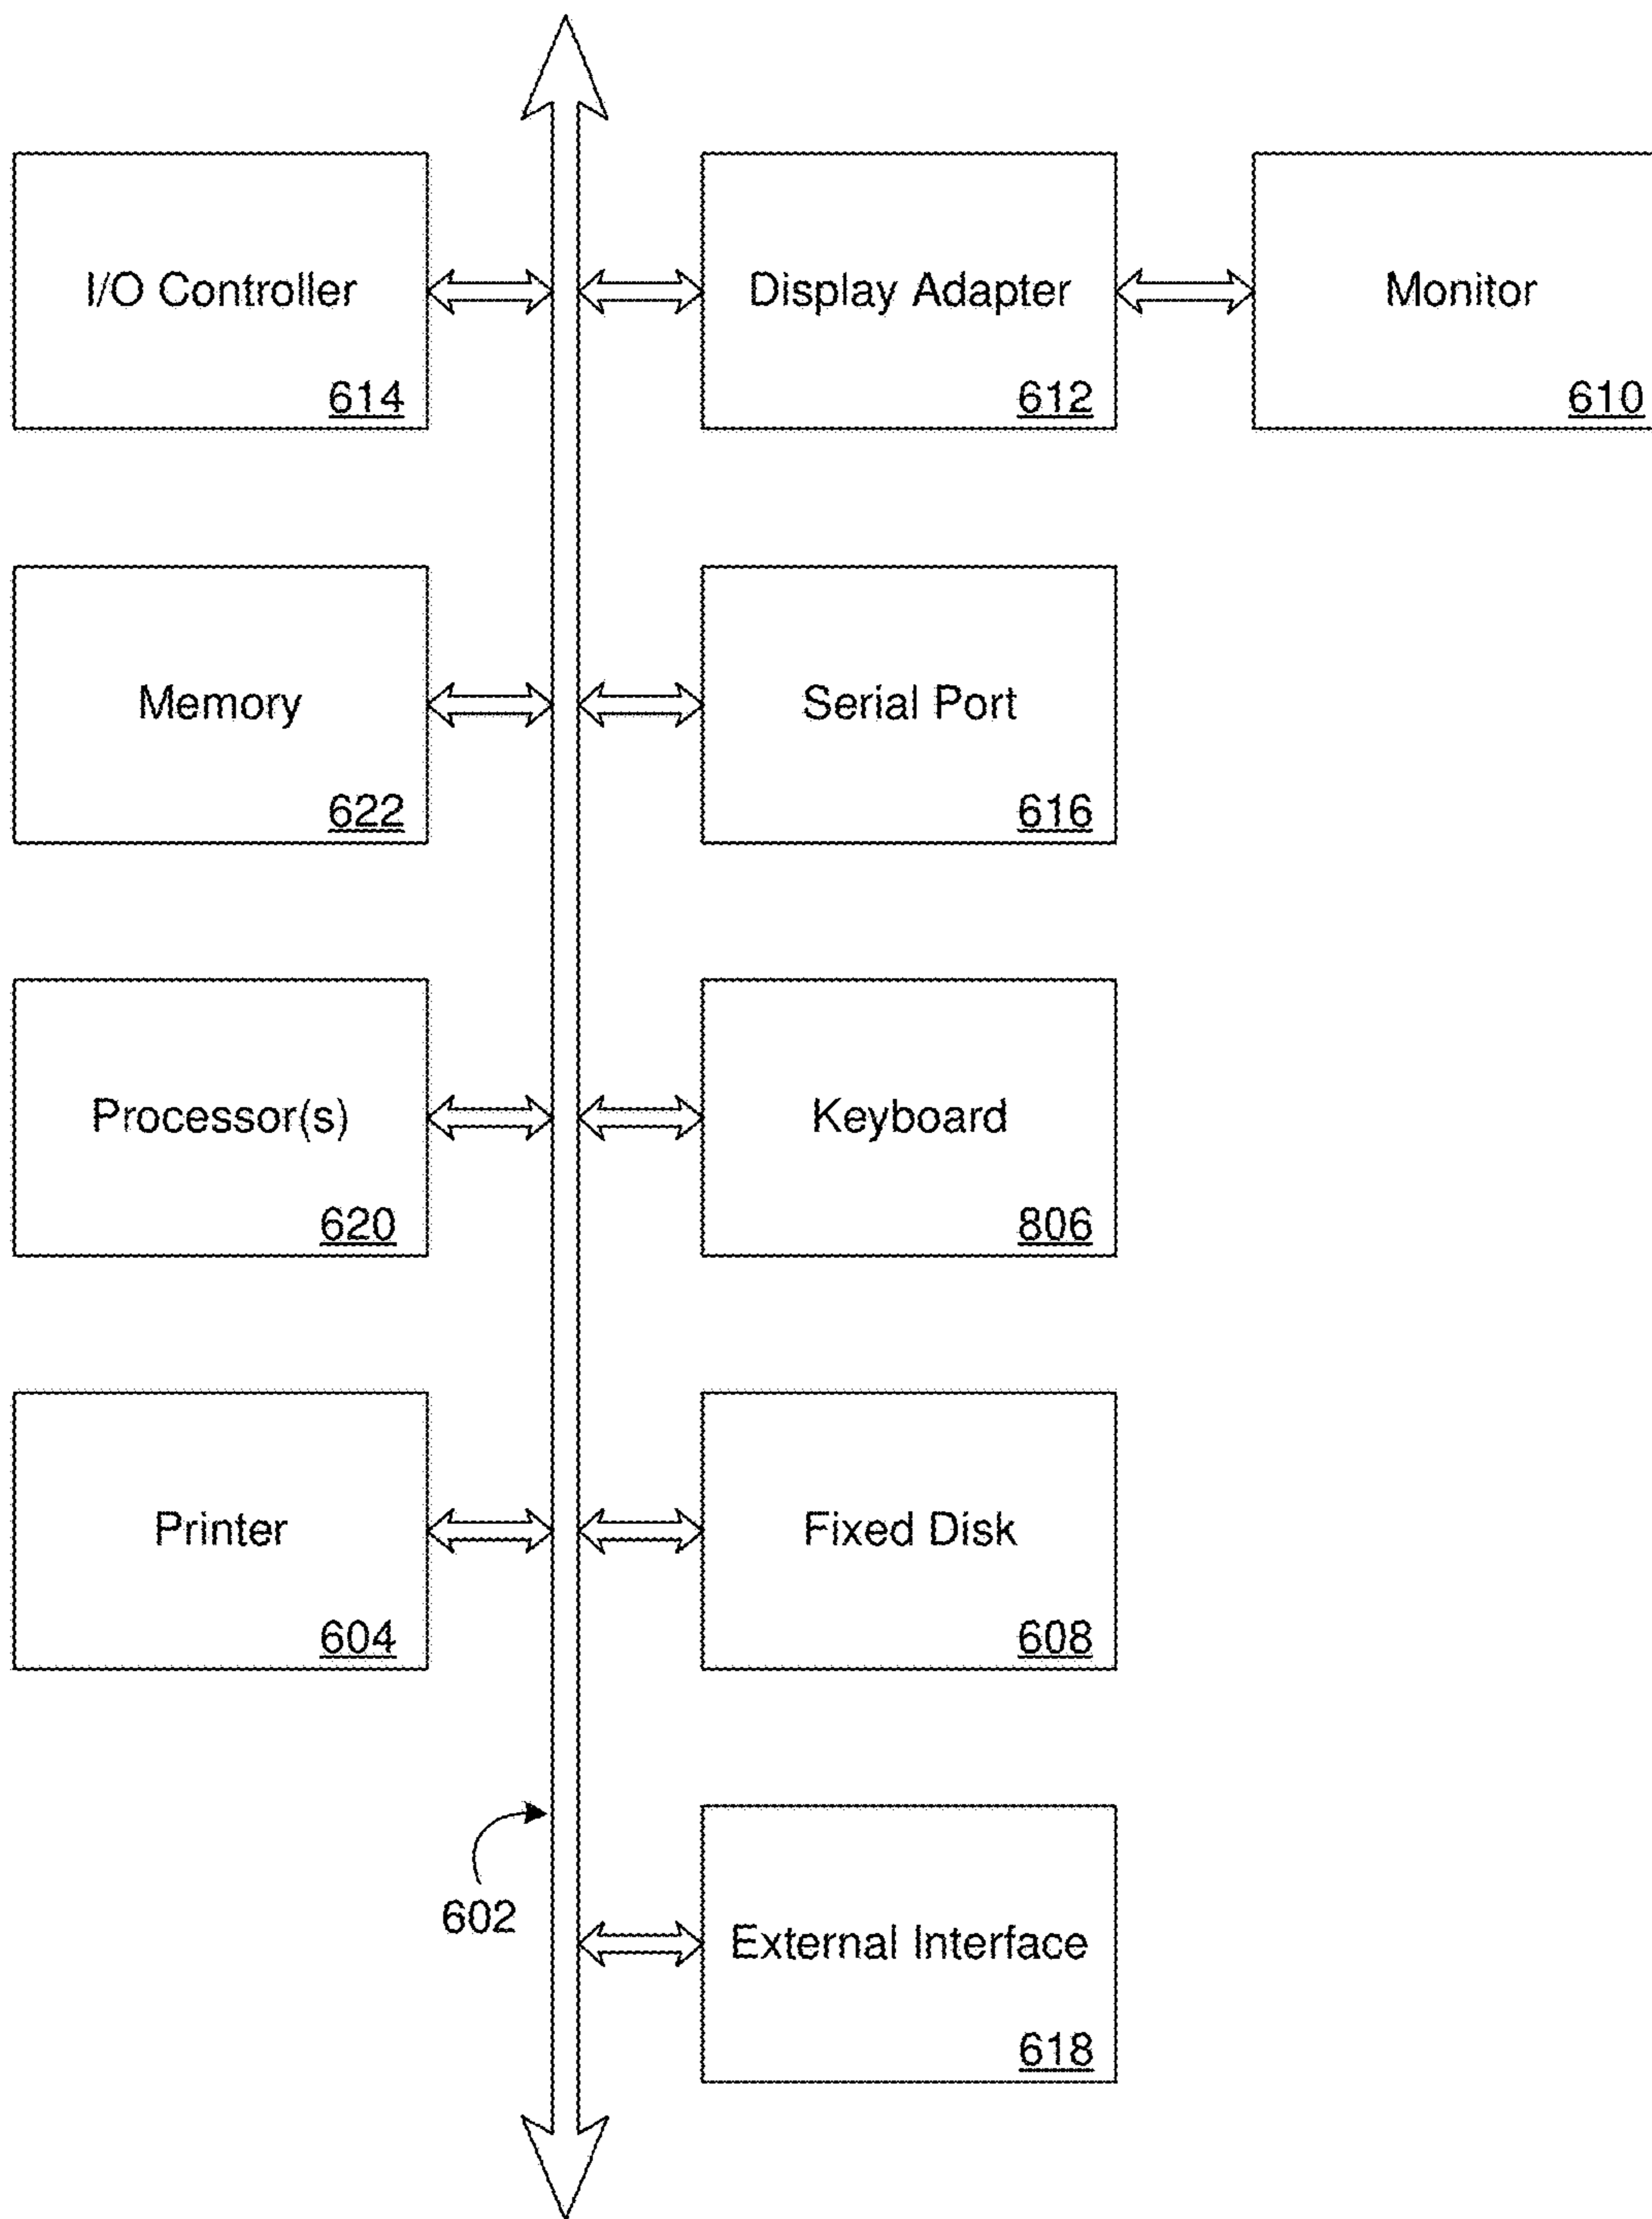 I/O Controller
614
Display Adapter
612
Monitor
610
Memory
622
Serial Port
616
Processor(s)
620
Keyboard
806
Printer
604
Fixed Disk
608
602
External Interface
618